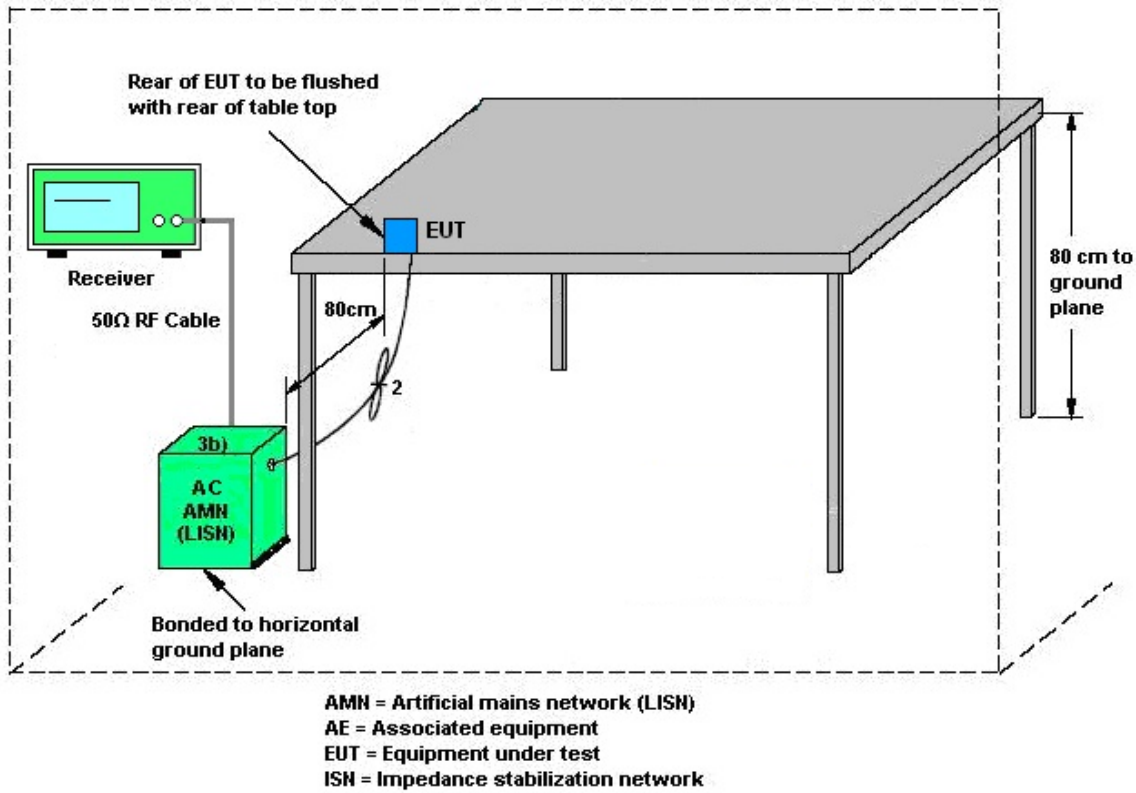 Rear of EUT to be flushed
with rear of table top
EUT
Receiver
50Ω RF Cable
80cm
80 cm to
ground
plane
2
3b)
AC
AMN
(LISN)
Bonded to horizontal
ground plane
AMN = Artificial mains network (LISN)
AE = Associated equipment
EUT = Equipment under test
ISN = Impedance stabilization network